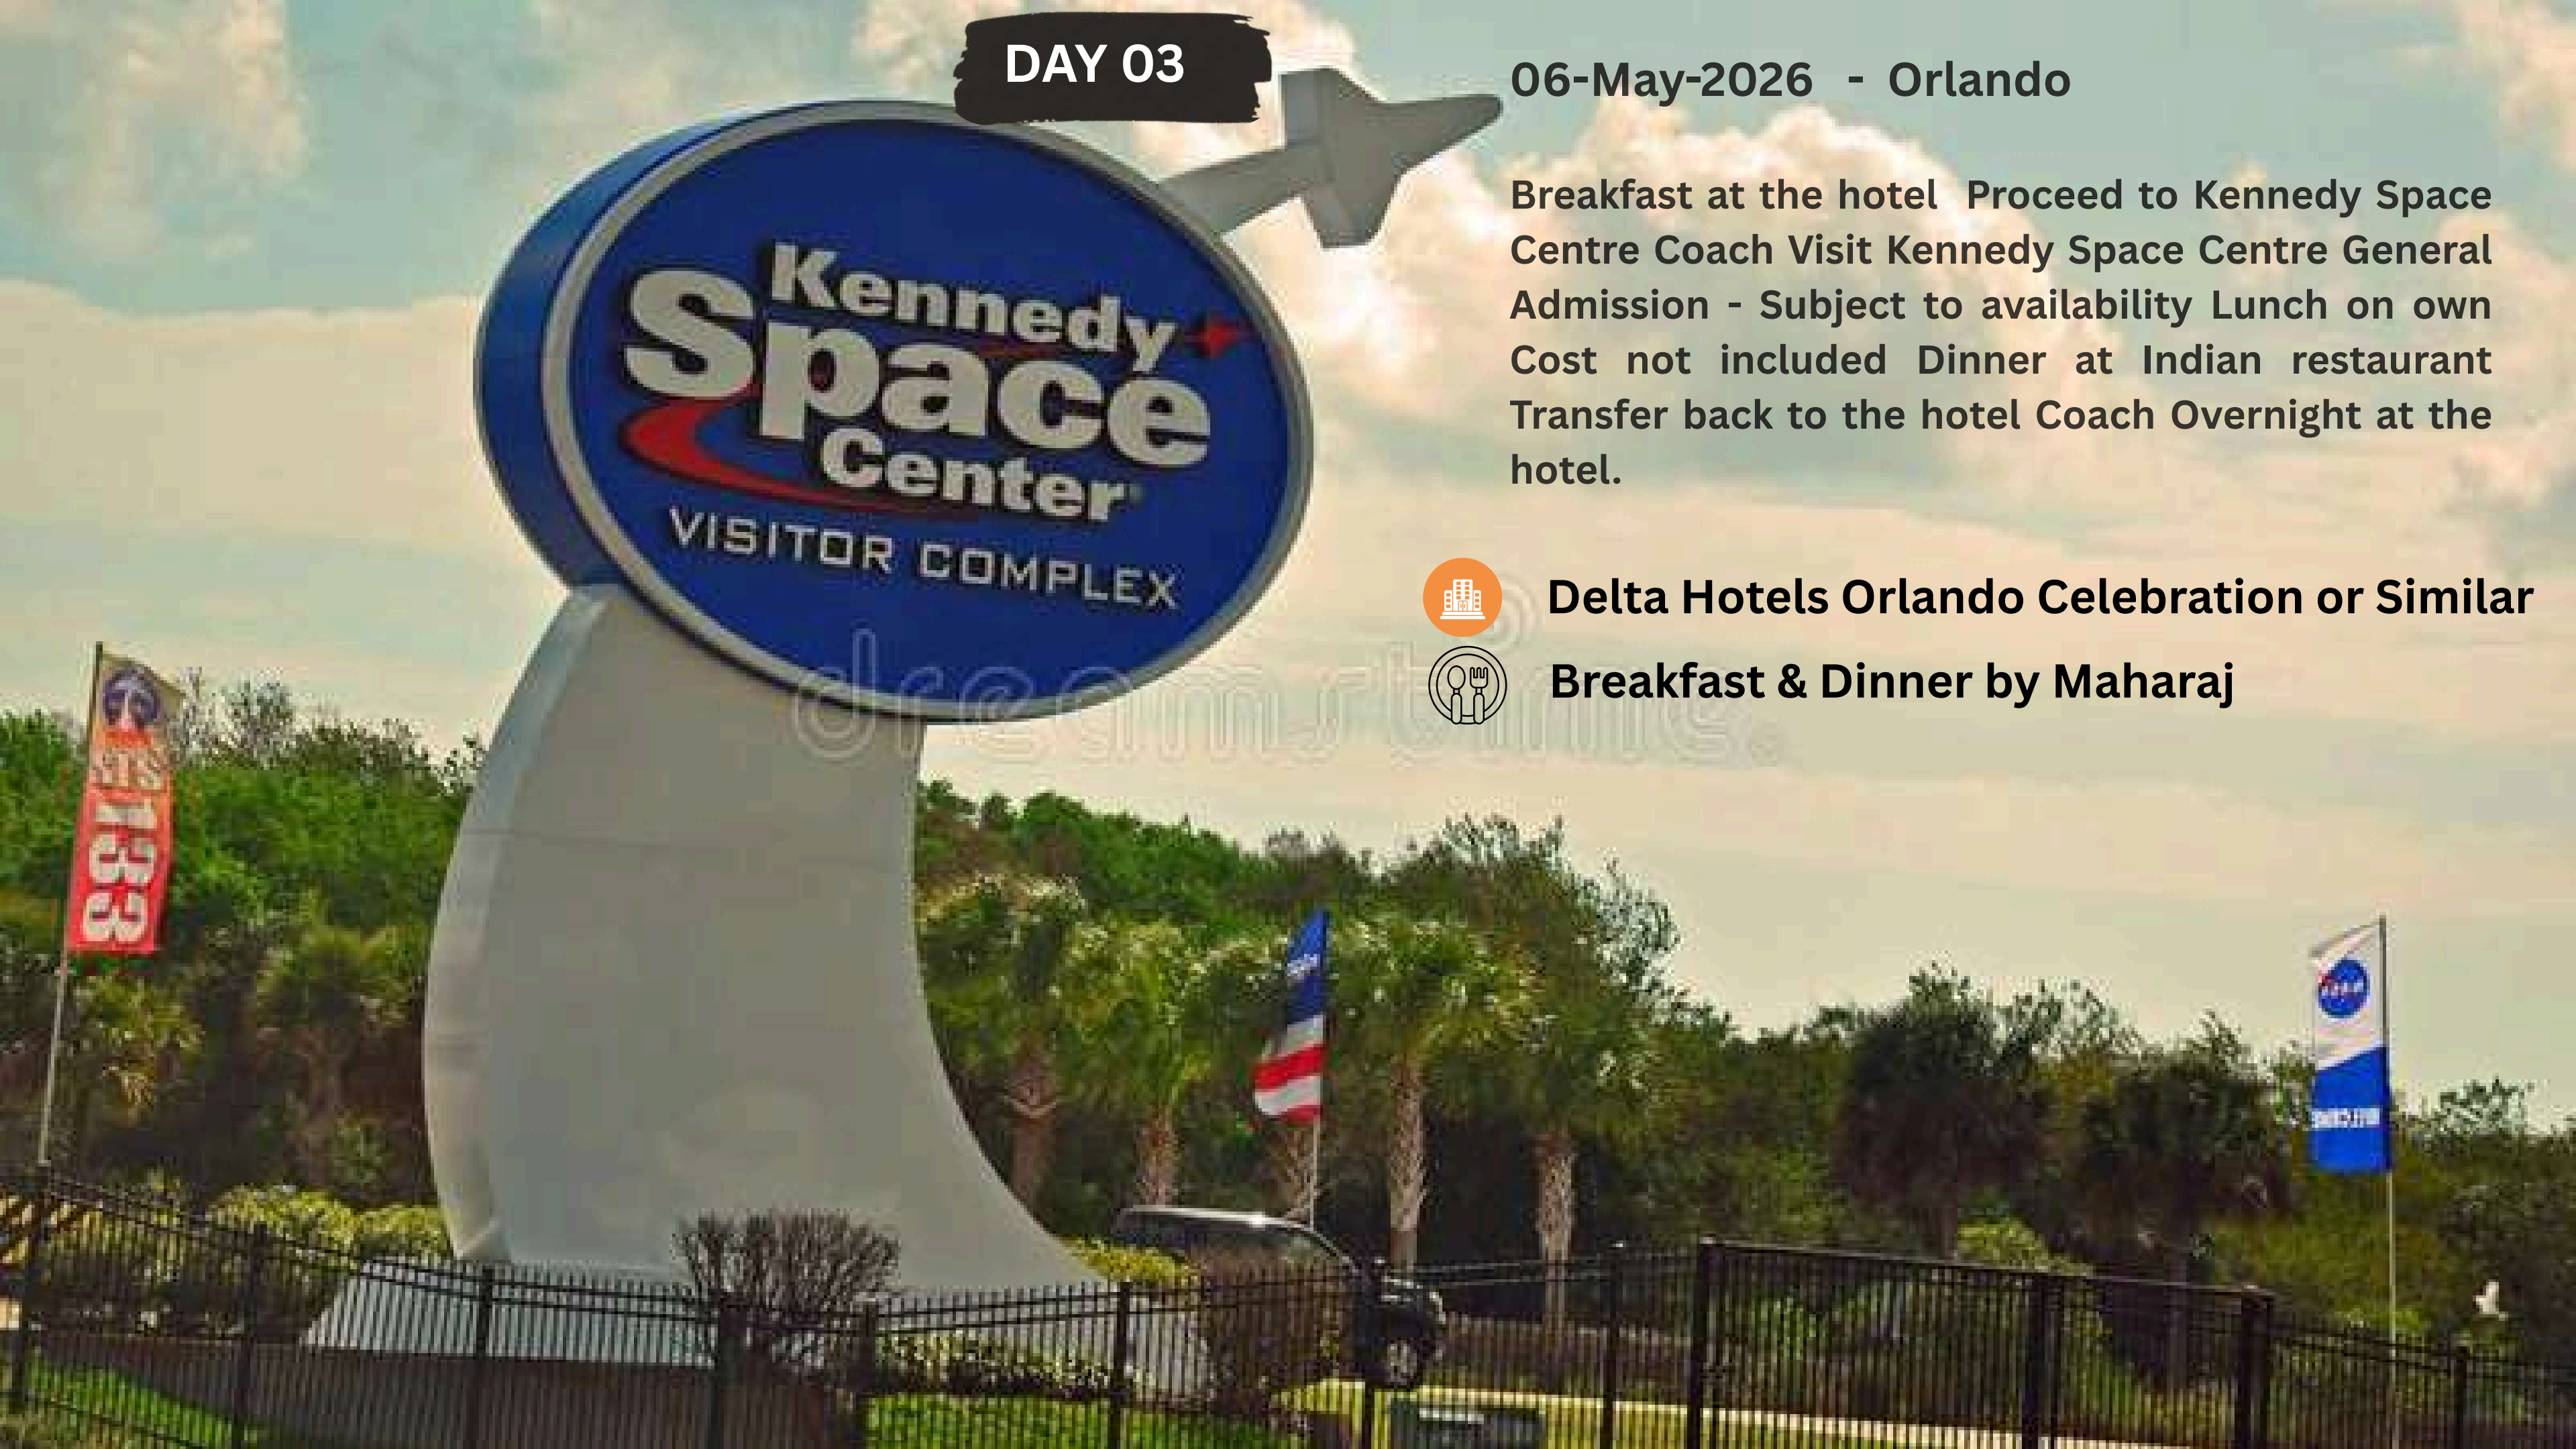 DAY 03
06-May-2026 - Orlando
Breakfast at the hotel Proceed to Kennedy Space
Centre Coach Visit Kennedy Space Centre General
Admission - Subject to availability Lunch on own
Cost not included Dinner at Indian restaurant
Transfer back to the hotel Coach Overnight at the
hotel.
Delta Hotels Orlando Celebration or Similar
Breakfast & Dinner by Maharaj
Kennedy
Space
Center
VISITOR COMPLEX
dreamstime.
133